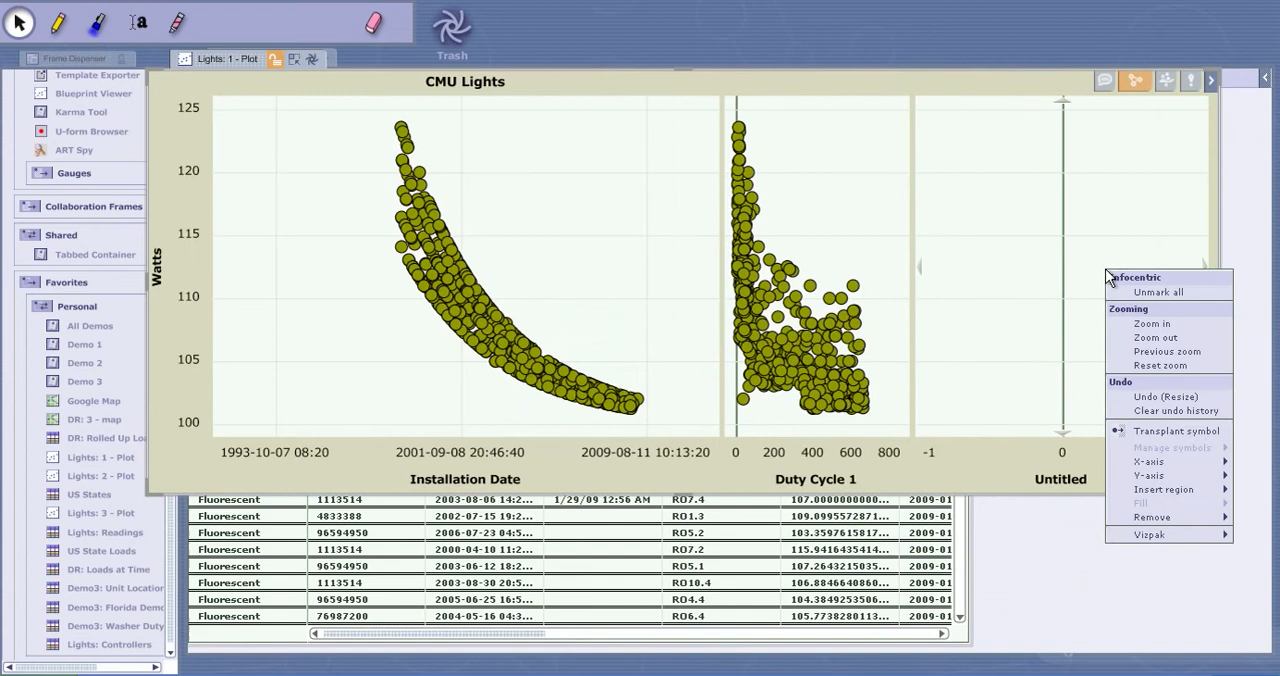 a
Trash
Frame Dispenser
Lights: 1 - Plot
Template Exporter
Blueprint Viewer
Karma Tool
U-form Browser
ART Spy
Gauges
Collaboration Frames
Shared
Tabbed Container
Favorites
Personal
All Demos
Demo 1
Demo 2
Demo 3
Google Map
DR: 3 - map
DR: Rolled Up Loa
Lights: 1 - Plot
Lights: 2 - Plot
US States
Lights: 3 - Plot
Lights: Readings
US State Loads
DR: Loads at Time
Demo3: Unit Location
Demo3: Florida Demo
Demo3: Washer Duty
Lights: Controllers
CMU Lights
Watts
125
120
115
110
105
100
1993-10-07 08:20 2001-09-08 20:46:40 2009-08-11 10:13:20 0 200 400 600 800 -1 0
Installation Date Duty Cycle 1 Untitled
Infocentric
Unmark all
Zooming
Zoom in
Zoom out
Previous zoom
Reset zoom
Undo
Undo (Resize)
Clear undo history
Transplant symbol
Manage symbols
X-axis
Y-axis
Insert region
Fill
Remove
Vizpak
Fluorescent 1113514 2003-08-06 14:2... 1/29/09 12:56 AM RO7.4 107.0000000000... 2009-01
Fluorescent 4833388 2002-07-15 19:2... RO1.3 109.0995572871... 2009-01
Fluorescent 96594950 2006-07-23 04:5... RO5.2 103.3597615817... 2009-01
Fluorescent 1113514 2000-04-10 11:2... RO7.2 115.9416435414... 2009-01
Fluorescent 96594950 2003-06-12 18:2... RO5.1 107.2643215035... 2009-01
Fluorescent 1113514 2003-08-30 20:5... RO10.4 106.8846640860... 2009-01
Fluorescent 96594950 2005-06-25 16:5... RO4.4 104.3849253506... 2009-01
Fluorescent 76987200 2004-05-16 04:3... RO6.4 105.7738280113... 2009-01